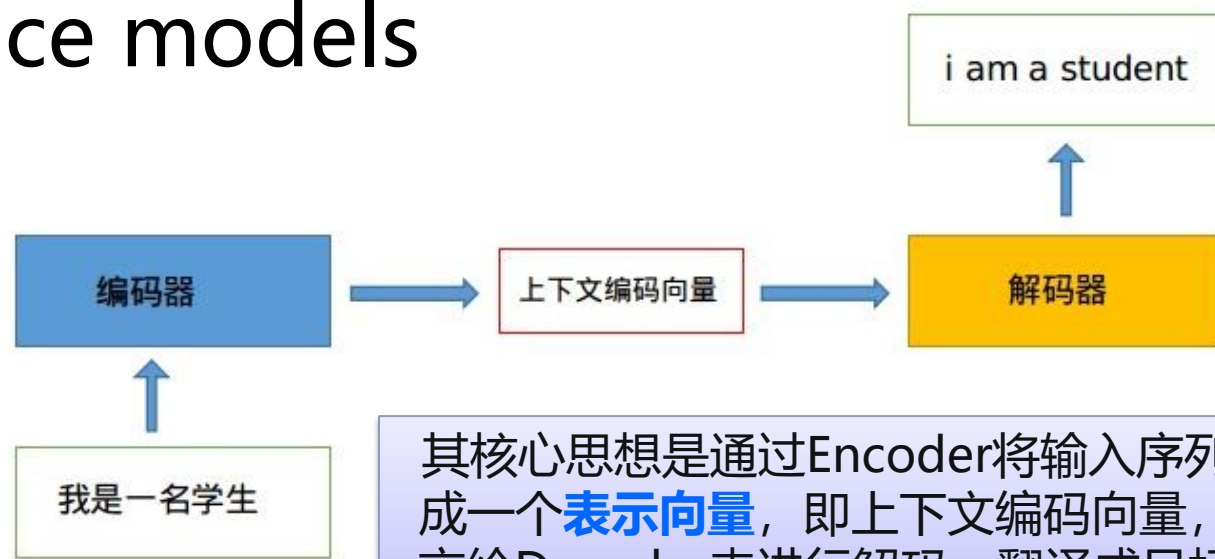 ce models
i am a student
编码器
上下文编码向量
解码器
我是一名学生
其核心思想是通过Encoder将输入序列
成一个表示向量，即上下文编码向量，